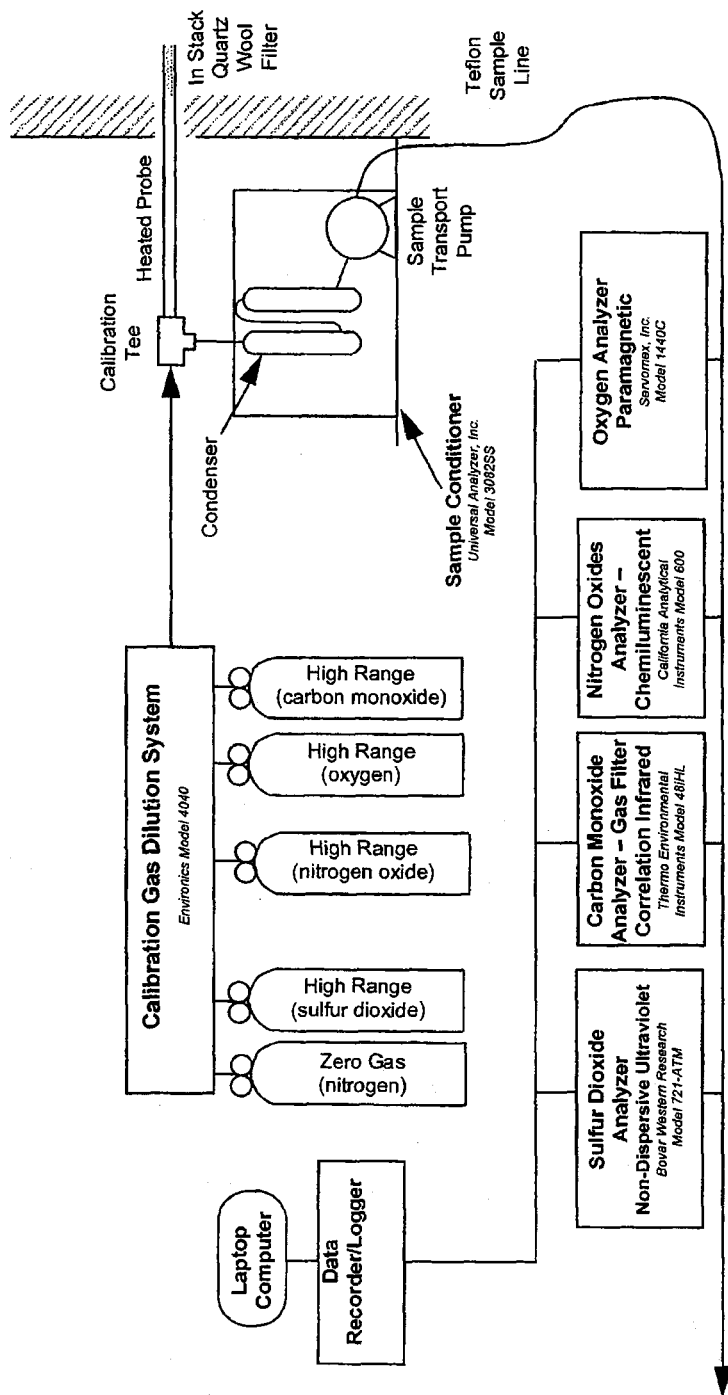 In Stack
Quartz
Wool
Filter
Heated Probe
Calibration
Tee
Teflon
Sample
Line
Sample
Transport
Pump
Condenser
Sample Conditioner
Universal Analyzer, Inc.
Model 3082SS
Calibration Gas Dilution System
Environics Model 4040
Zero Gas
(nitrogen)
High Range
(sulfur dioxide)
High Range
(nitrogen oxide)
High Range
(oxygen)
High Range
(carbon monoxide)
Laptop
Computer
Data
Recorder/Logger
Sulfur Dioxide
Analyzer
Non-Dispersive Ultraviolet
Bovar Western Research
Model 721-ATM
Carbon Monoxide
Analyzer – Gas Filter
Correlation Infrared
Thermo Environmental
Instruments Model 48iHL
Nitrogen Oxides
Analyzer –
Chemiluminescent
California Analytical
Instruments Model 600
Oxygen Analyzer
Paramagnetic
Servomex, Inc.
Model 1440C